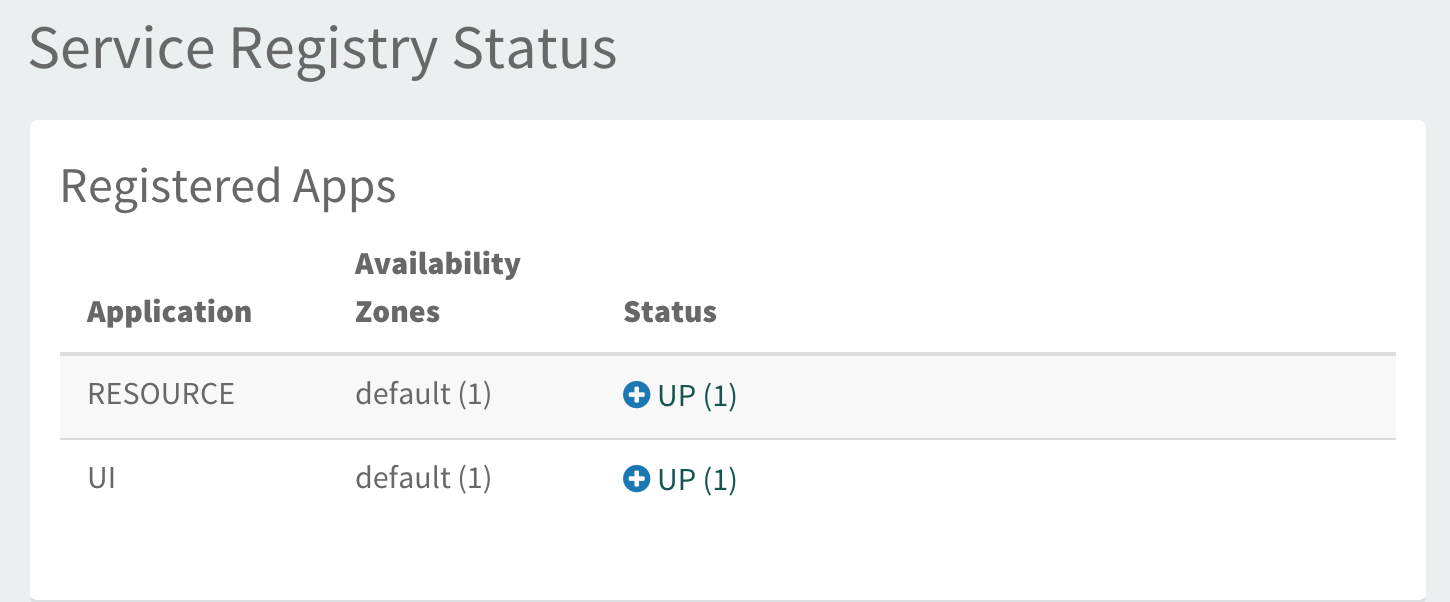 Service Registry Status
Registered Apps
Availability
Application Zones Status
RESOURCE default (1) UP (1)
UI default (1) UP (1)